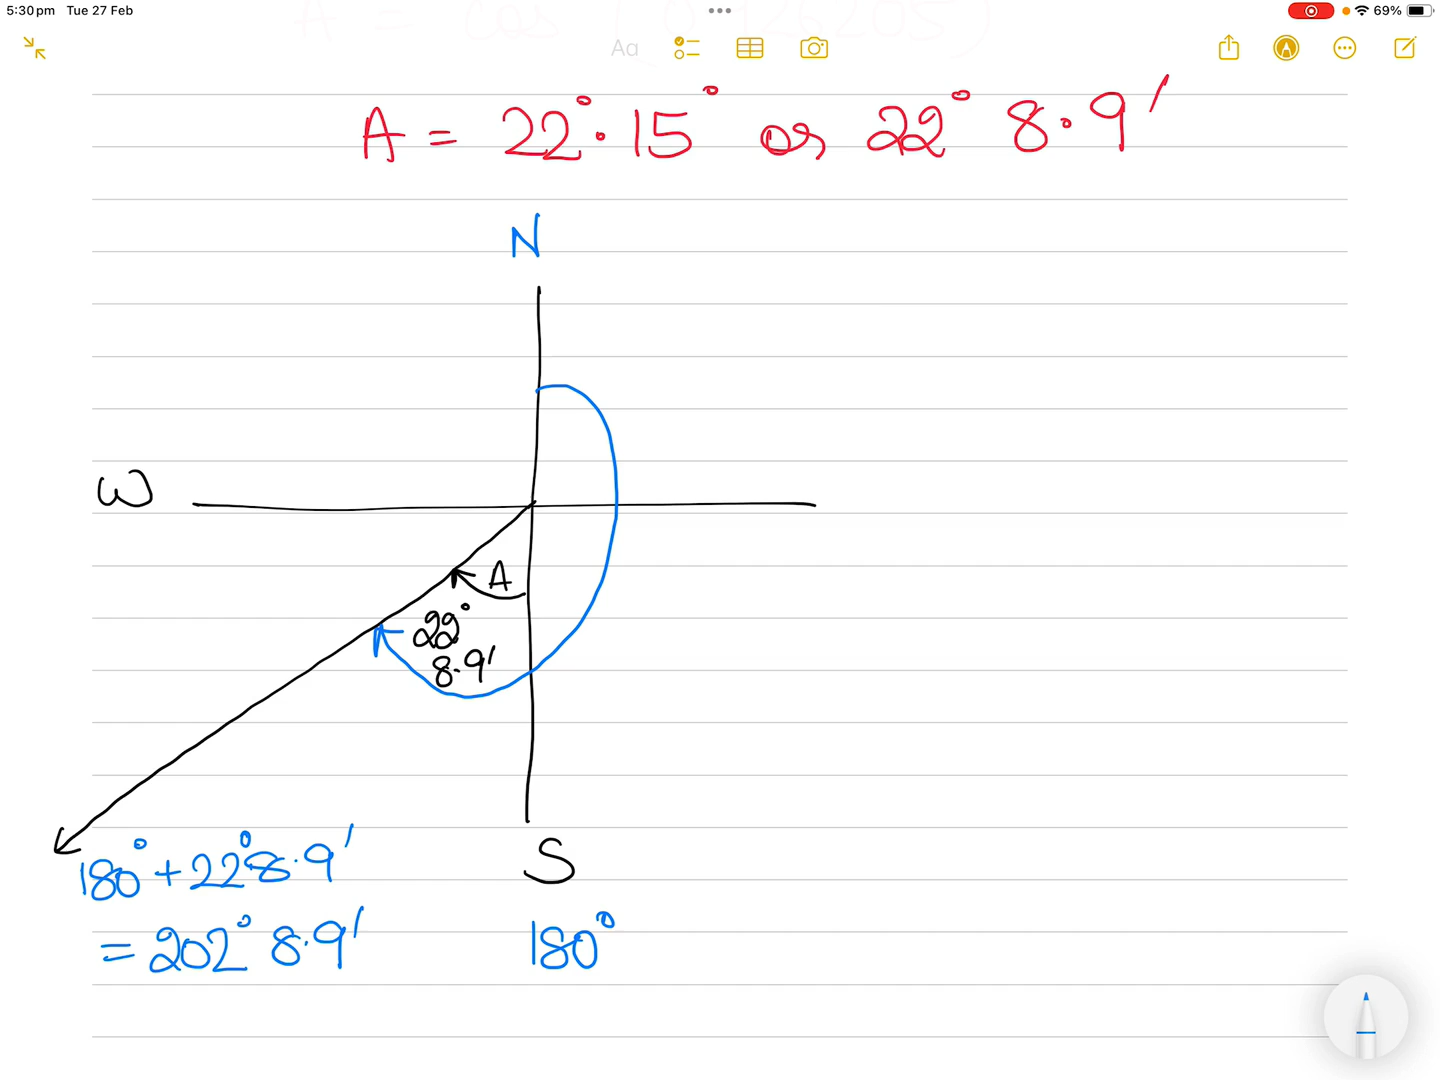 5:30 pm Tue 27 Feb
69%
Aa
A = 22°.15° or 22° 8.9'
N
W
A
22°
8.9'
S
180° + 22°8.9'
= 202° 8.9'
180°